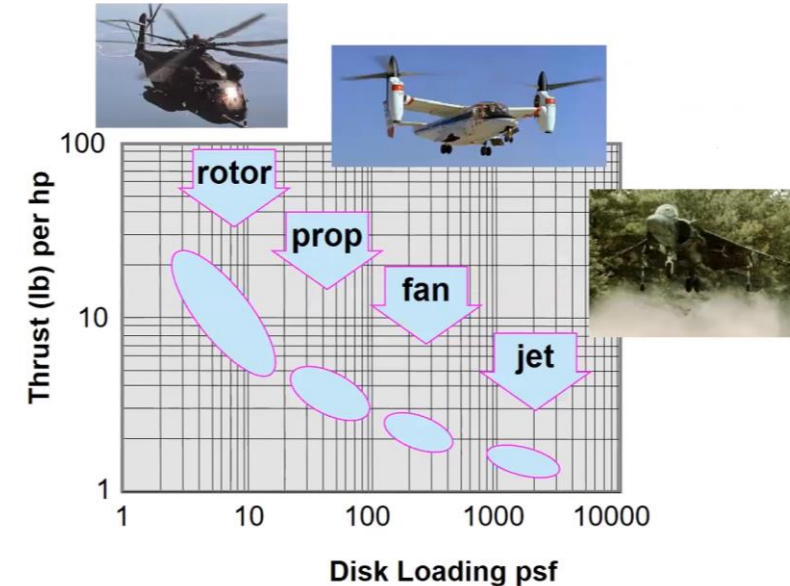 100
rotor
prop
fan
jet
Thrust (lb) per hp
10
1
1
10
100
1000
10000
Disk Loading psf